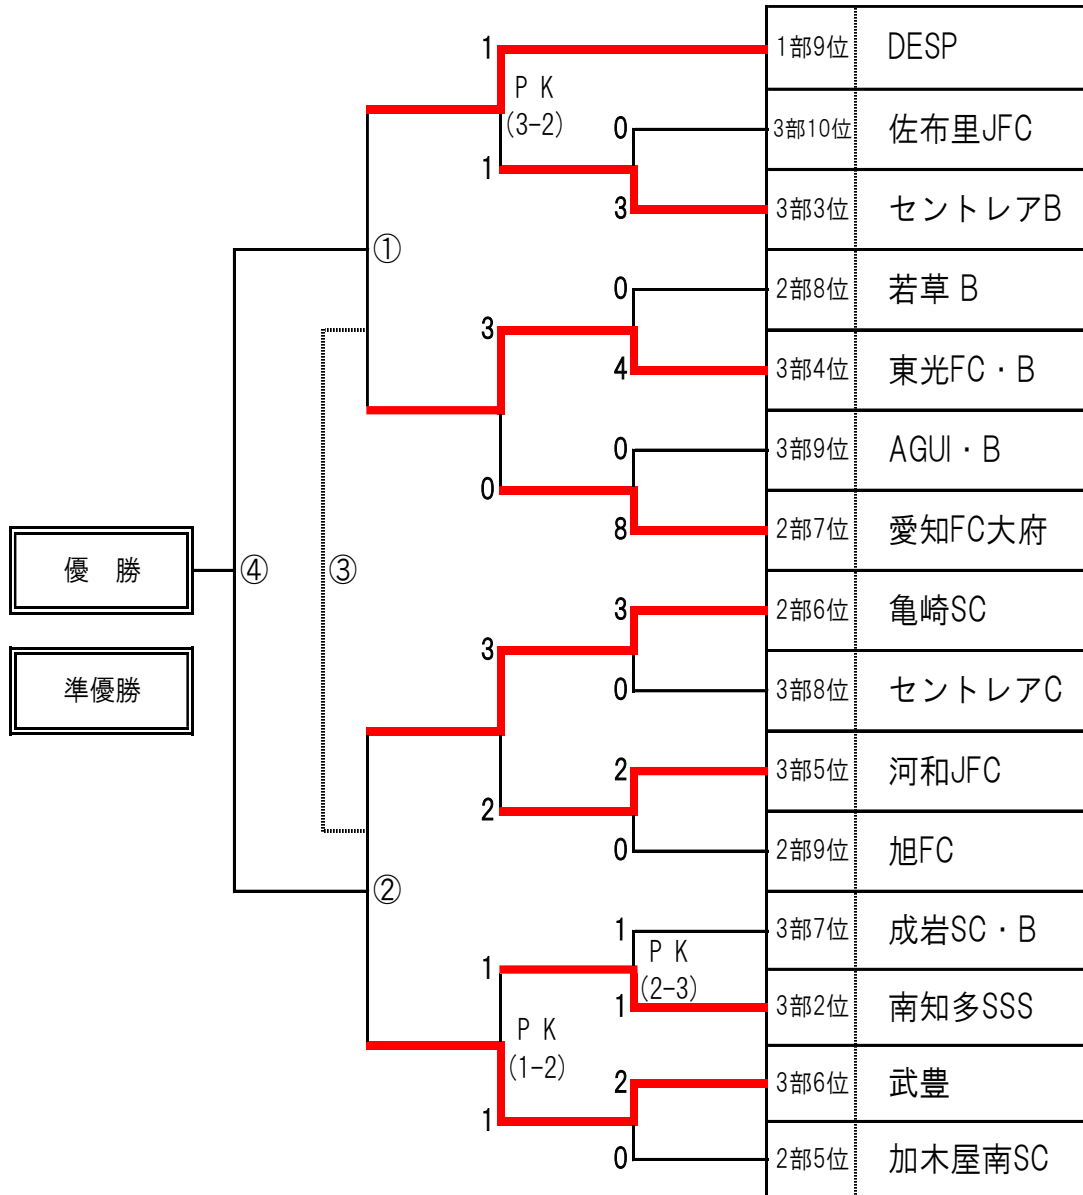 1
1部9位 DESP
P K
(3-2)
0
3部10位 佐布里JFC
1
3
3部3位 セントレアB
①
0
2部8位 若草 B
3
4
3部4位 東光FC・B
0
3部9位 AGUI・B
0
8
2部7位 愛知FC大府
優 勝
④
③
3
2部6位 亀崎SC
3
準優勝
0
3部8位 セントレアC
2
3部5位 河和JFC
2
0
2部9位 旭FC
②
1
3部7位 成岩SC・B
P K
(2-3)
1
1
3部2位 南知多SSS
P K
(1-2)
2
3部6位 武豊
1
0
2部5位 加木屋南SC